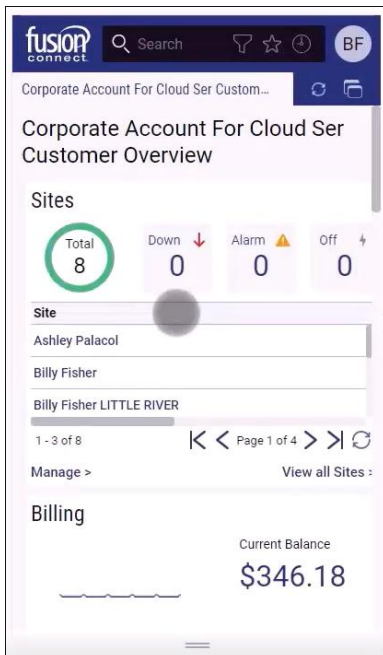 fusion
connect
Search
BF
Corporate Account For Cloud Ser Custom...
Corporate Account For Cloud Ser
Customer Overview
Sites
Total
8
Down
0
Alarm
0
Off
0
Site
Ashley Palacol
Billy Fisher
Billy Fisher LITTLE RIVER
1 - 3 of 8
Page 1 of 4
Manage >
View all Sites
Billing
Current Balance
$346.18